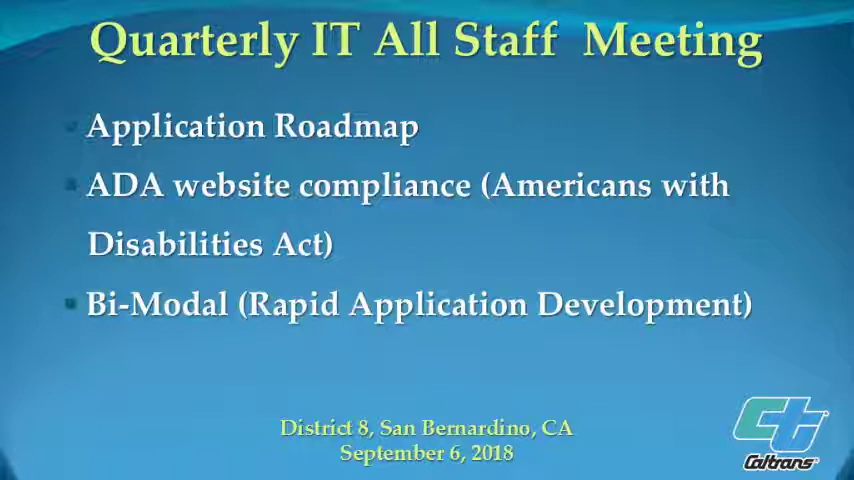 Quarterly IT All Staff Meeting
Application Roadmap
ADA website compliance (Americans with
Disabilities Act)
Bi-Modal (Rapid Application Development)
District 8, San Bernardino, CA
September 6, 2018
Caltrans